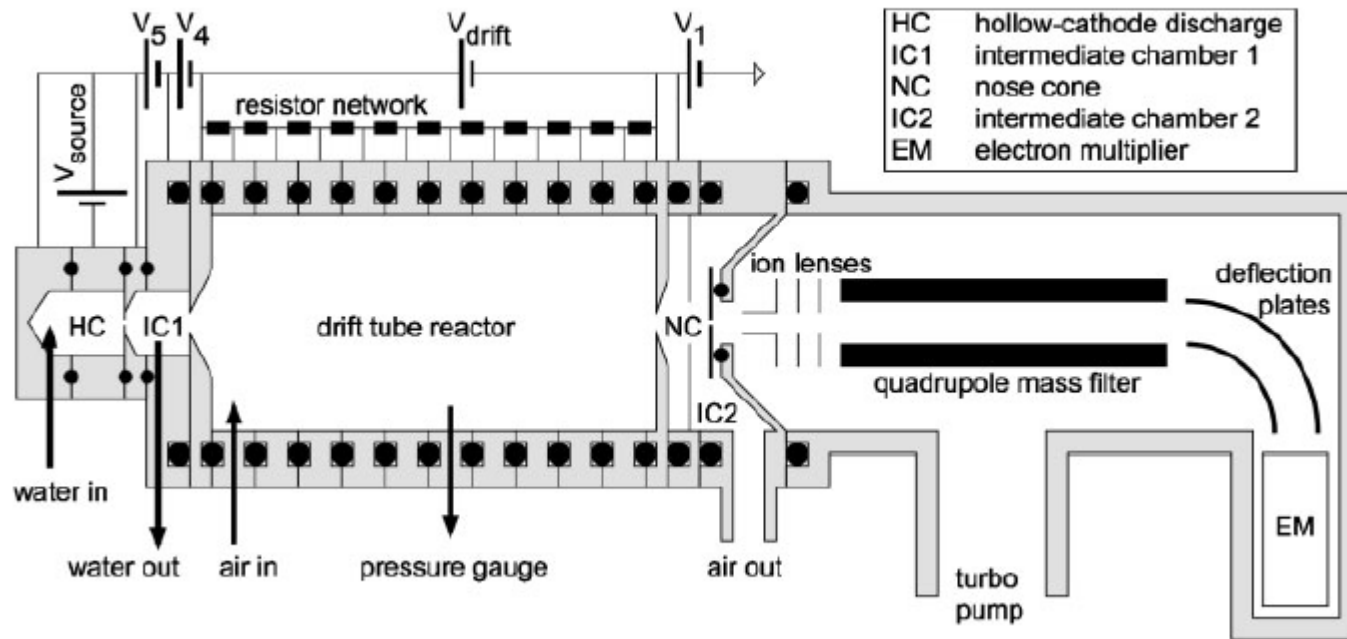 V5 V4 Vdrift V1
HC hollow-cathode discharge
IC1 intermediate chamber 1
NC nose cone
IC2 intermediate chamber 2
EM electron multiplier
resistor network
Vsource
ion lenses
deflection
plates
HC IC1 drift tube reactor NC
quadrupole mass filter
IC2
water in
EM
water out air in pressure gauge air out
turbo
pump